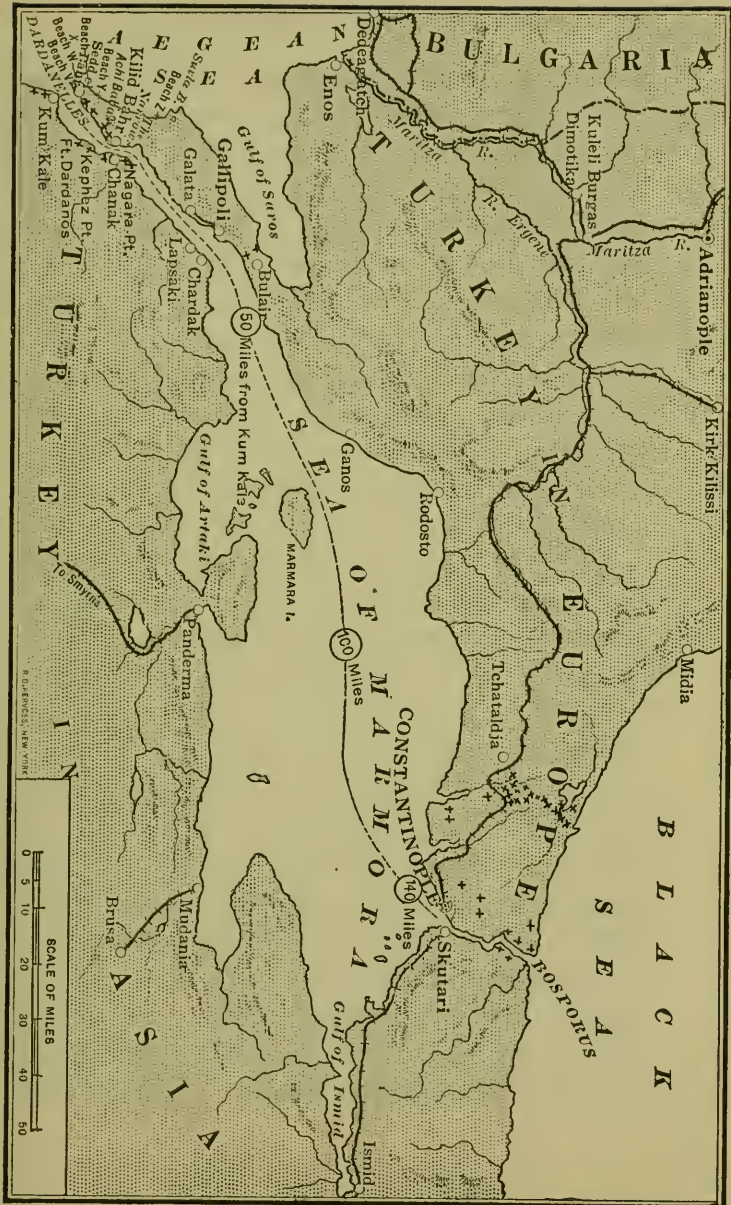 BULGARIA
BLACK SEA
Adrianople
Kirk Kilissi
Midia
Kuleli Burgas
Dimotika
Maritza R.
R. Ergene
Maritza R.
TURKEY IN EUROPE
Dedeagatch
Enos
AEGEAN SEA
Tchataldja
BOSPORUS
CONSTANTINOPLE
Skutari
Rodosto
Ganos
SEA OF MARMORA
140 Miles
100 Miles
50 Miles from Kum Kale
MARMARA I.
Gulf of Saros
Bulair
Gallipoli
Galata
Chardak
Lapsaki
Suvla B.
Kilid Bahr
Achi Baba
Beach Y
Sedd
Beach X
Beach W
Beach V
DARDANELLES
Nagara Pt.
Chanak
Kephez Pt.
Ft. Dardanos
Kum Kale
Gulf of Artaki
Panderma
To Smyrna
Mudania
Brusa
Gulf of Ismid
Ismid
TURKEY IN ASIA
SCALE OF MILES
0 5 10 20 30 40 50